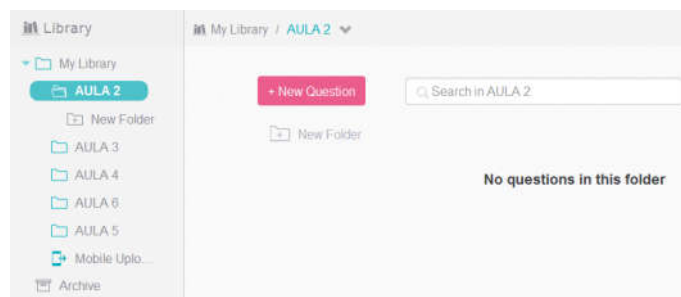 Library
My Library
AULA 2
New Folder
AULA 3
AULA 4
AULA 6
AULA 5
Mobile Uplo...
Archive
My Library / AULA 2
+ New Question
Search in AULA 2
New Folder
No questions in this folder